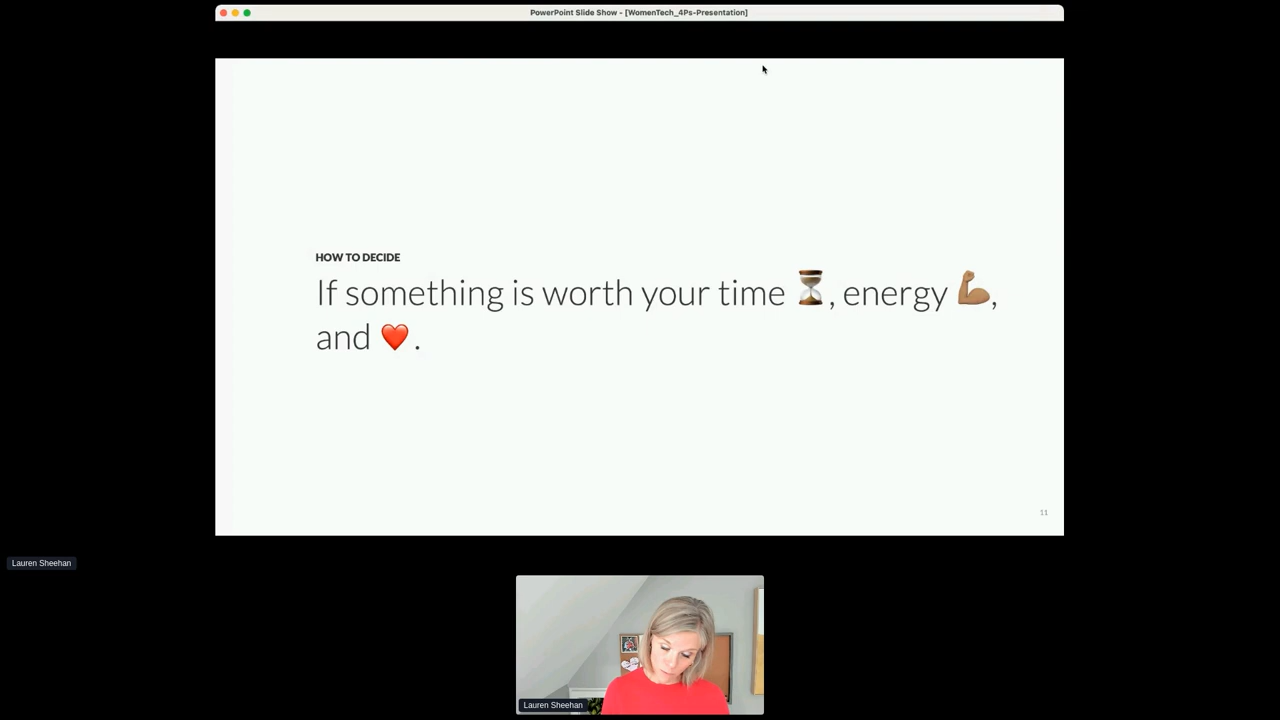 PowerPoint Slide Show - [WomenTech_4Ps-Presentation]
HOW TO DECIDE
If something is worth your time ⏳, energy 💪🏽,
and ❤️.
11
Lauren Sheehan
Lauren Sheehan